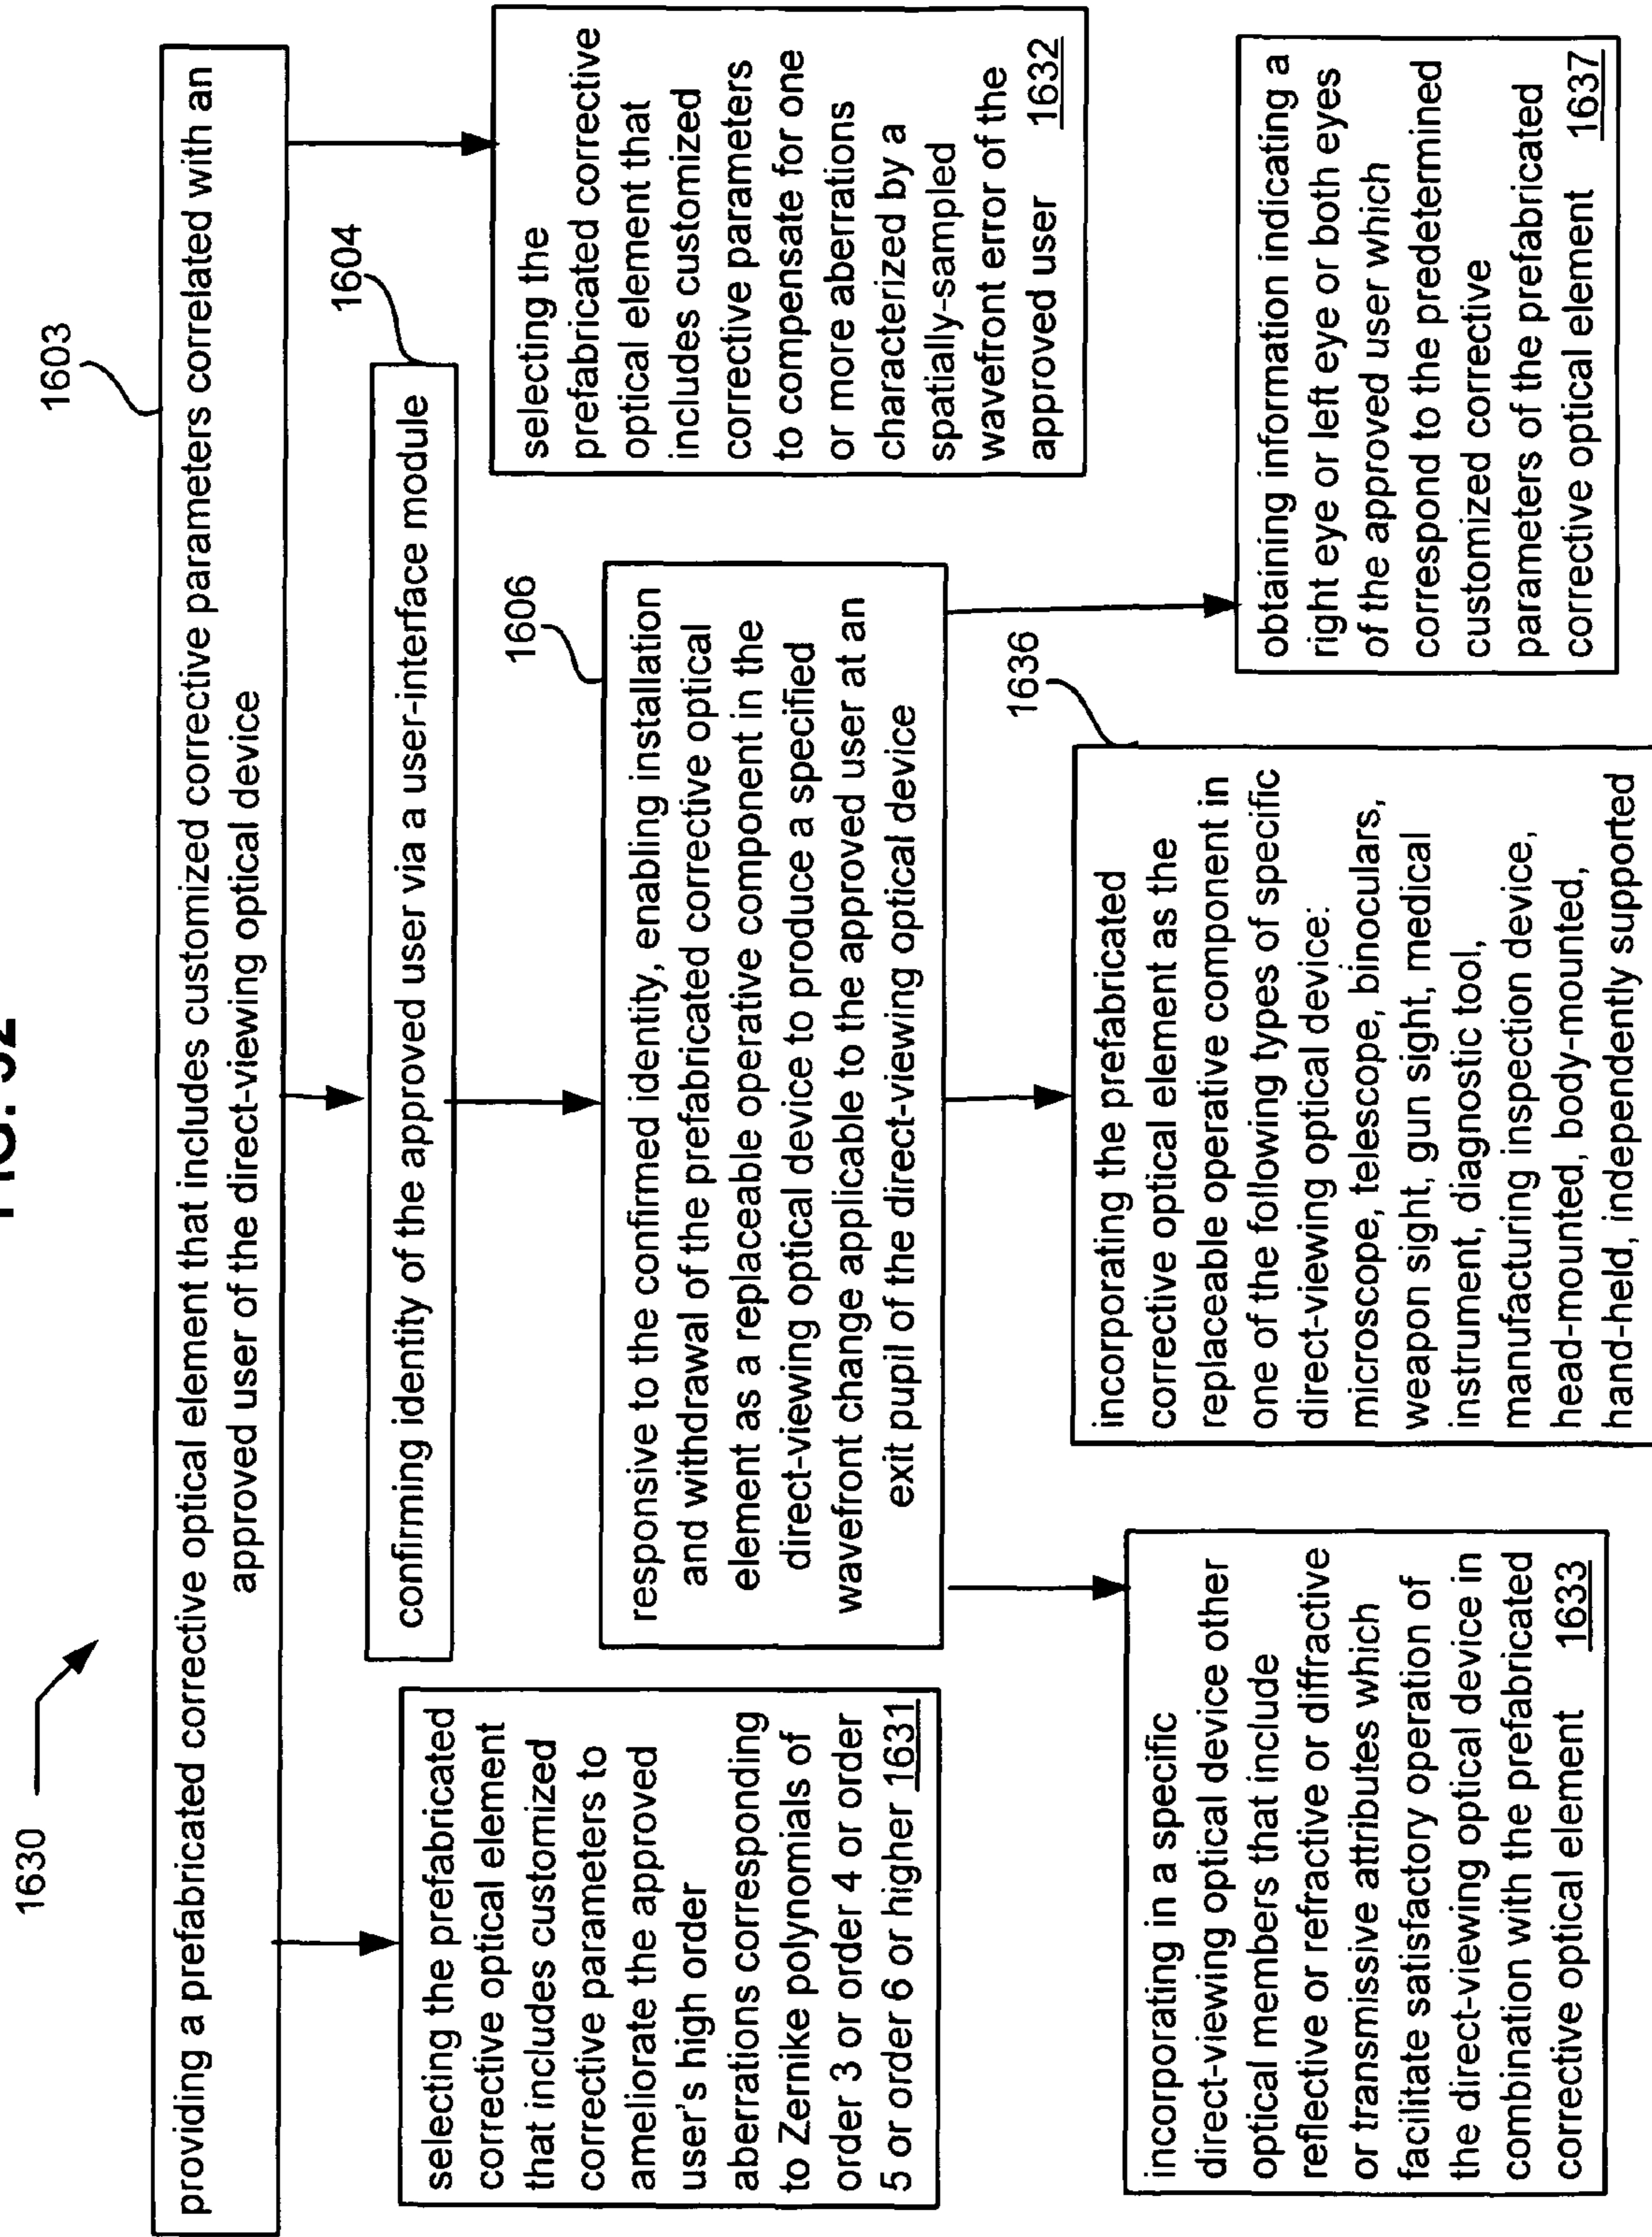 FIG.
1630
1603
providing a prefabricated corrective optical element that includes customized corrective parameters correlated with an
approved user of the direct-viewing optical device
1604
confirming identity of the approved user via a user-interface module
selecting the prefabricated
corrective optical element
that includes customized
corrective parameters to
ameliorate the approved
user's high order
aberrations corresponding
to Zernike polynomials of
order 3 or order 4 or order
5 or order 6 or higher 1631
1606
responsive to the confirmed identity, enabling installation
and withdrawal of the prefabricated corrective optical
element as a replaceable operative component in the
direct-viewing optical device to produce a specified
wavefront change applicable to the approved user at an
exit pupil of the direct-viewing optical device
selecting the
prefabricated corrective
optical element that
includes customized
corrective parameters
to compensate for one
or more aberrations
characterized by a
spatially-sampled
wavefront error of the
approved user 1632
incorporating in a specific
direct-viewing optical device other
optical members that include
reflective or refractive or diffractive
or transmissive attributes which
facilitate satisfactory operation of
the direct-viewing optical device in
combination with the prefabricated
corrective optical element 1633
1636
incorporating the prefabricated
corrective optical element as the
replaceable operative component in
one of the following types of specific
direct-viewing optical device:
microscope, telescope, binoculars,
weapon sight, gun sight, medical
instrument, diagnostic tool,
manufacturing inspection device,
head-mounted, body-mounted,
hand-held, independently supported
obtaining information indicating a
right eye or left eye or both eyes
of the approved user which
correspond to the predetermined
customized corrective
parameters of the prefabricated
corrective optical element 1637